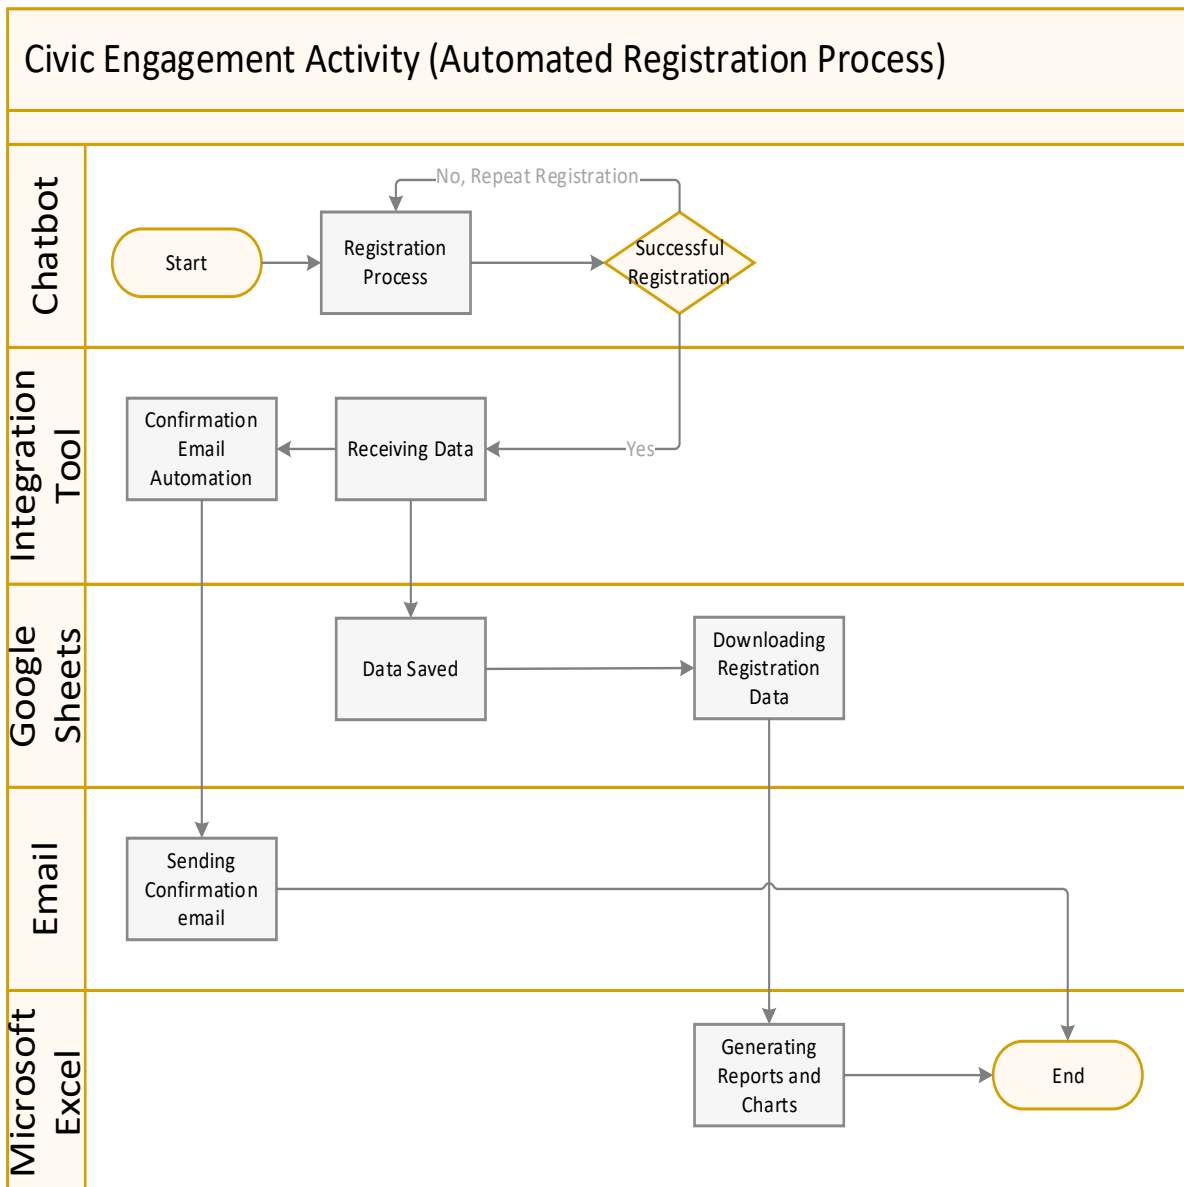 Civic Engagement Activity (Automated Registration Process)
Chatbot
No, Repeat Registration
Start
Registration
Process
Successful
Registration
Integration
Tool
Confirmation
Email
Automation
Receiving Data
Yes
Google
Sheets
Data Saved
Downloading
Registration
Data
Email
Sending
Confirmation
email
Microsoft
Excel
Generating
Reports and
Charts
End